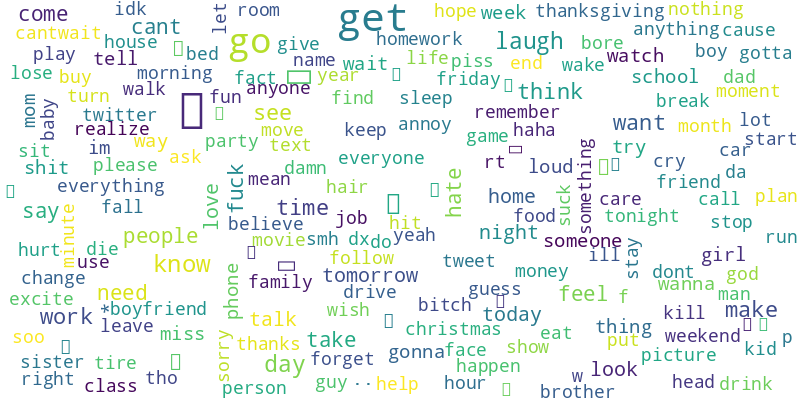 come idk let room hope week thanksgiving nothing
cantwait cant get homework anything cause
house go give laugh bore boy gotta
play tell bed name wait life piss end wake watch
lose buy morning fact year friday school dad
turn walk fun anyone find sleep think break moment
mom baby twitter see remember want month lot
realize im way party move text keep annoy game haha try car start
sit ask everyone rt loud something cry da
shit please damn mean hair hate friend
everything fuck love home suck care call plan
say fall time job hit food tonight stop
minute people believe movie smh dx do yeah night someone run
hurt die use know follow tweet ill stay girl
change family tomorrow money dont god
excite need phone drive guess feel f wanna man
work *boyfriend wish bitch today kill make
soo leave miss talk take christmas eat thing weekend p
sister tire sorry thanks forget gonna face show put picture kid
right class tho day happen look
person guy .. help hour w brother head drink